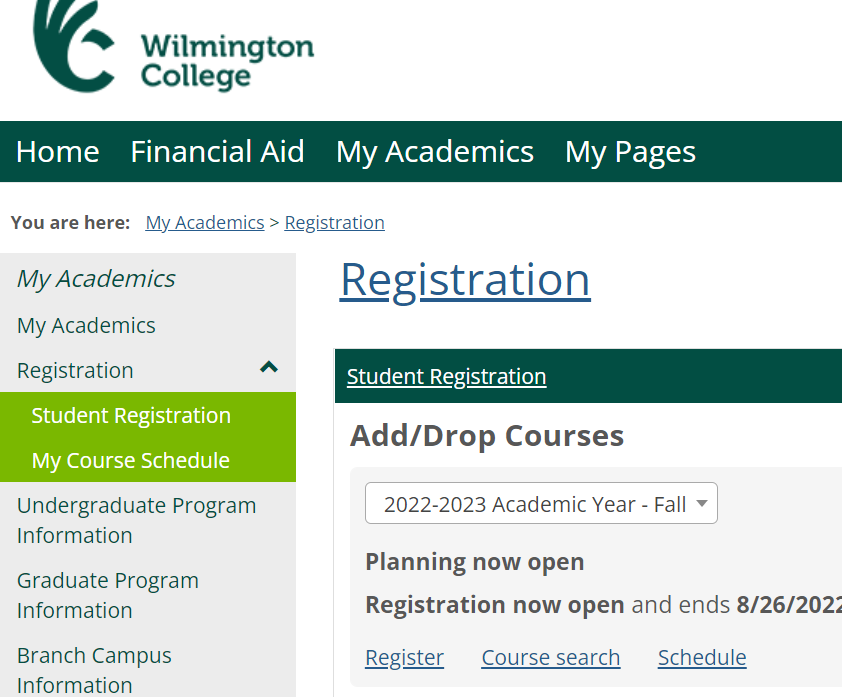 Wilmington
College
Home Financial Aid My Academics My Pages
You are here: My Academics > Registration
My Academics
My Academics
Registration
Student Registration
My Course Schedule
Undergraduate Program
Information
Graduate Program
Information
Branch Campus
Information
Registration
Student Registration
Add/Drop Courses
2022-2023 Academic Year - Fall
Planning now open
Registration now open and ends 8/26/2022
Register Course search Schedule